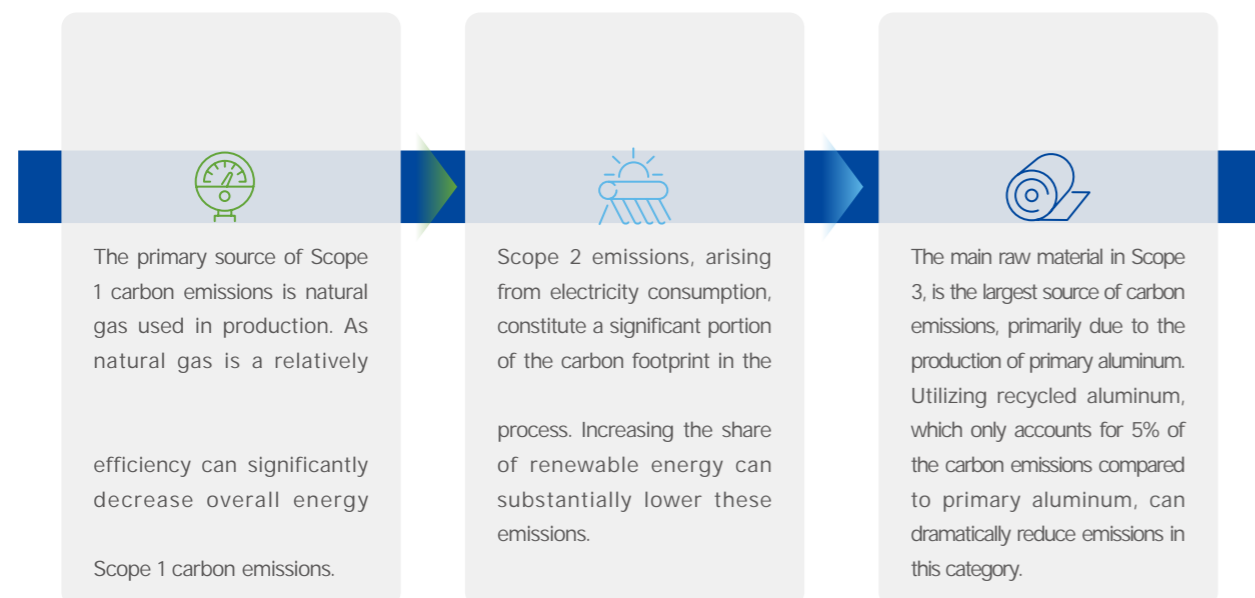 The primary source of Scope
1 carbon emissions is natural
gas used in production. As
natural gas is a relatively
efficiency can significantly
decrease overall energy
Scope 1 carbon emissions.
Scope 2 emissions, arising
from electricity consumption,
constitute a significant portion
of the carbon footprint in the
process. Increasing the share
of renewable energy can
substantially lower these
emissions.
The main raw material in Scope
3, is the largest source of carbon
emissions, primarily due to the
production of primary aluminum.
Utilizing recycled aluminum,
which only accounts for 5% of
the carbon emissions compared
to primary aluminum, can
dramatically reduce emissions in
this category.